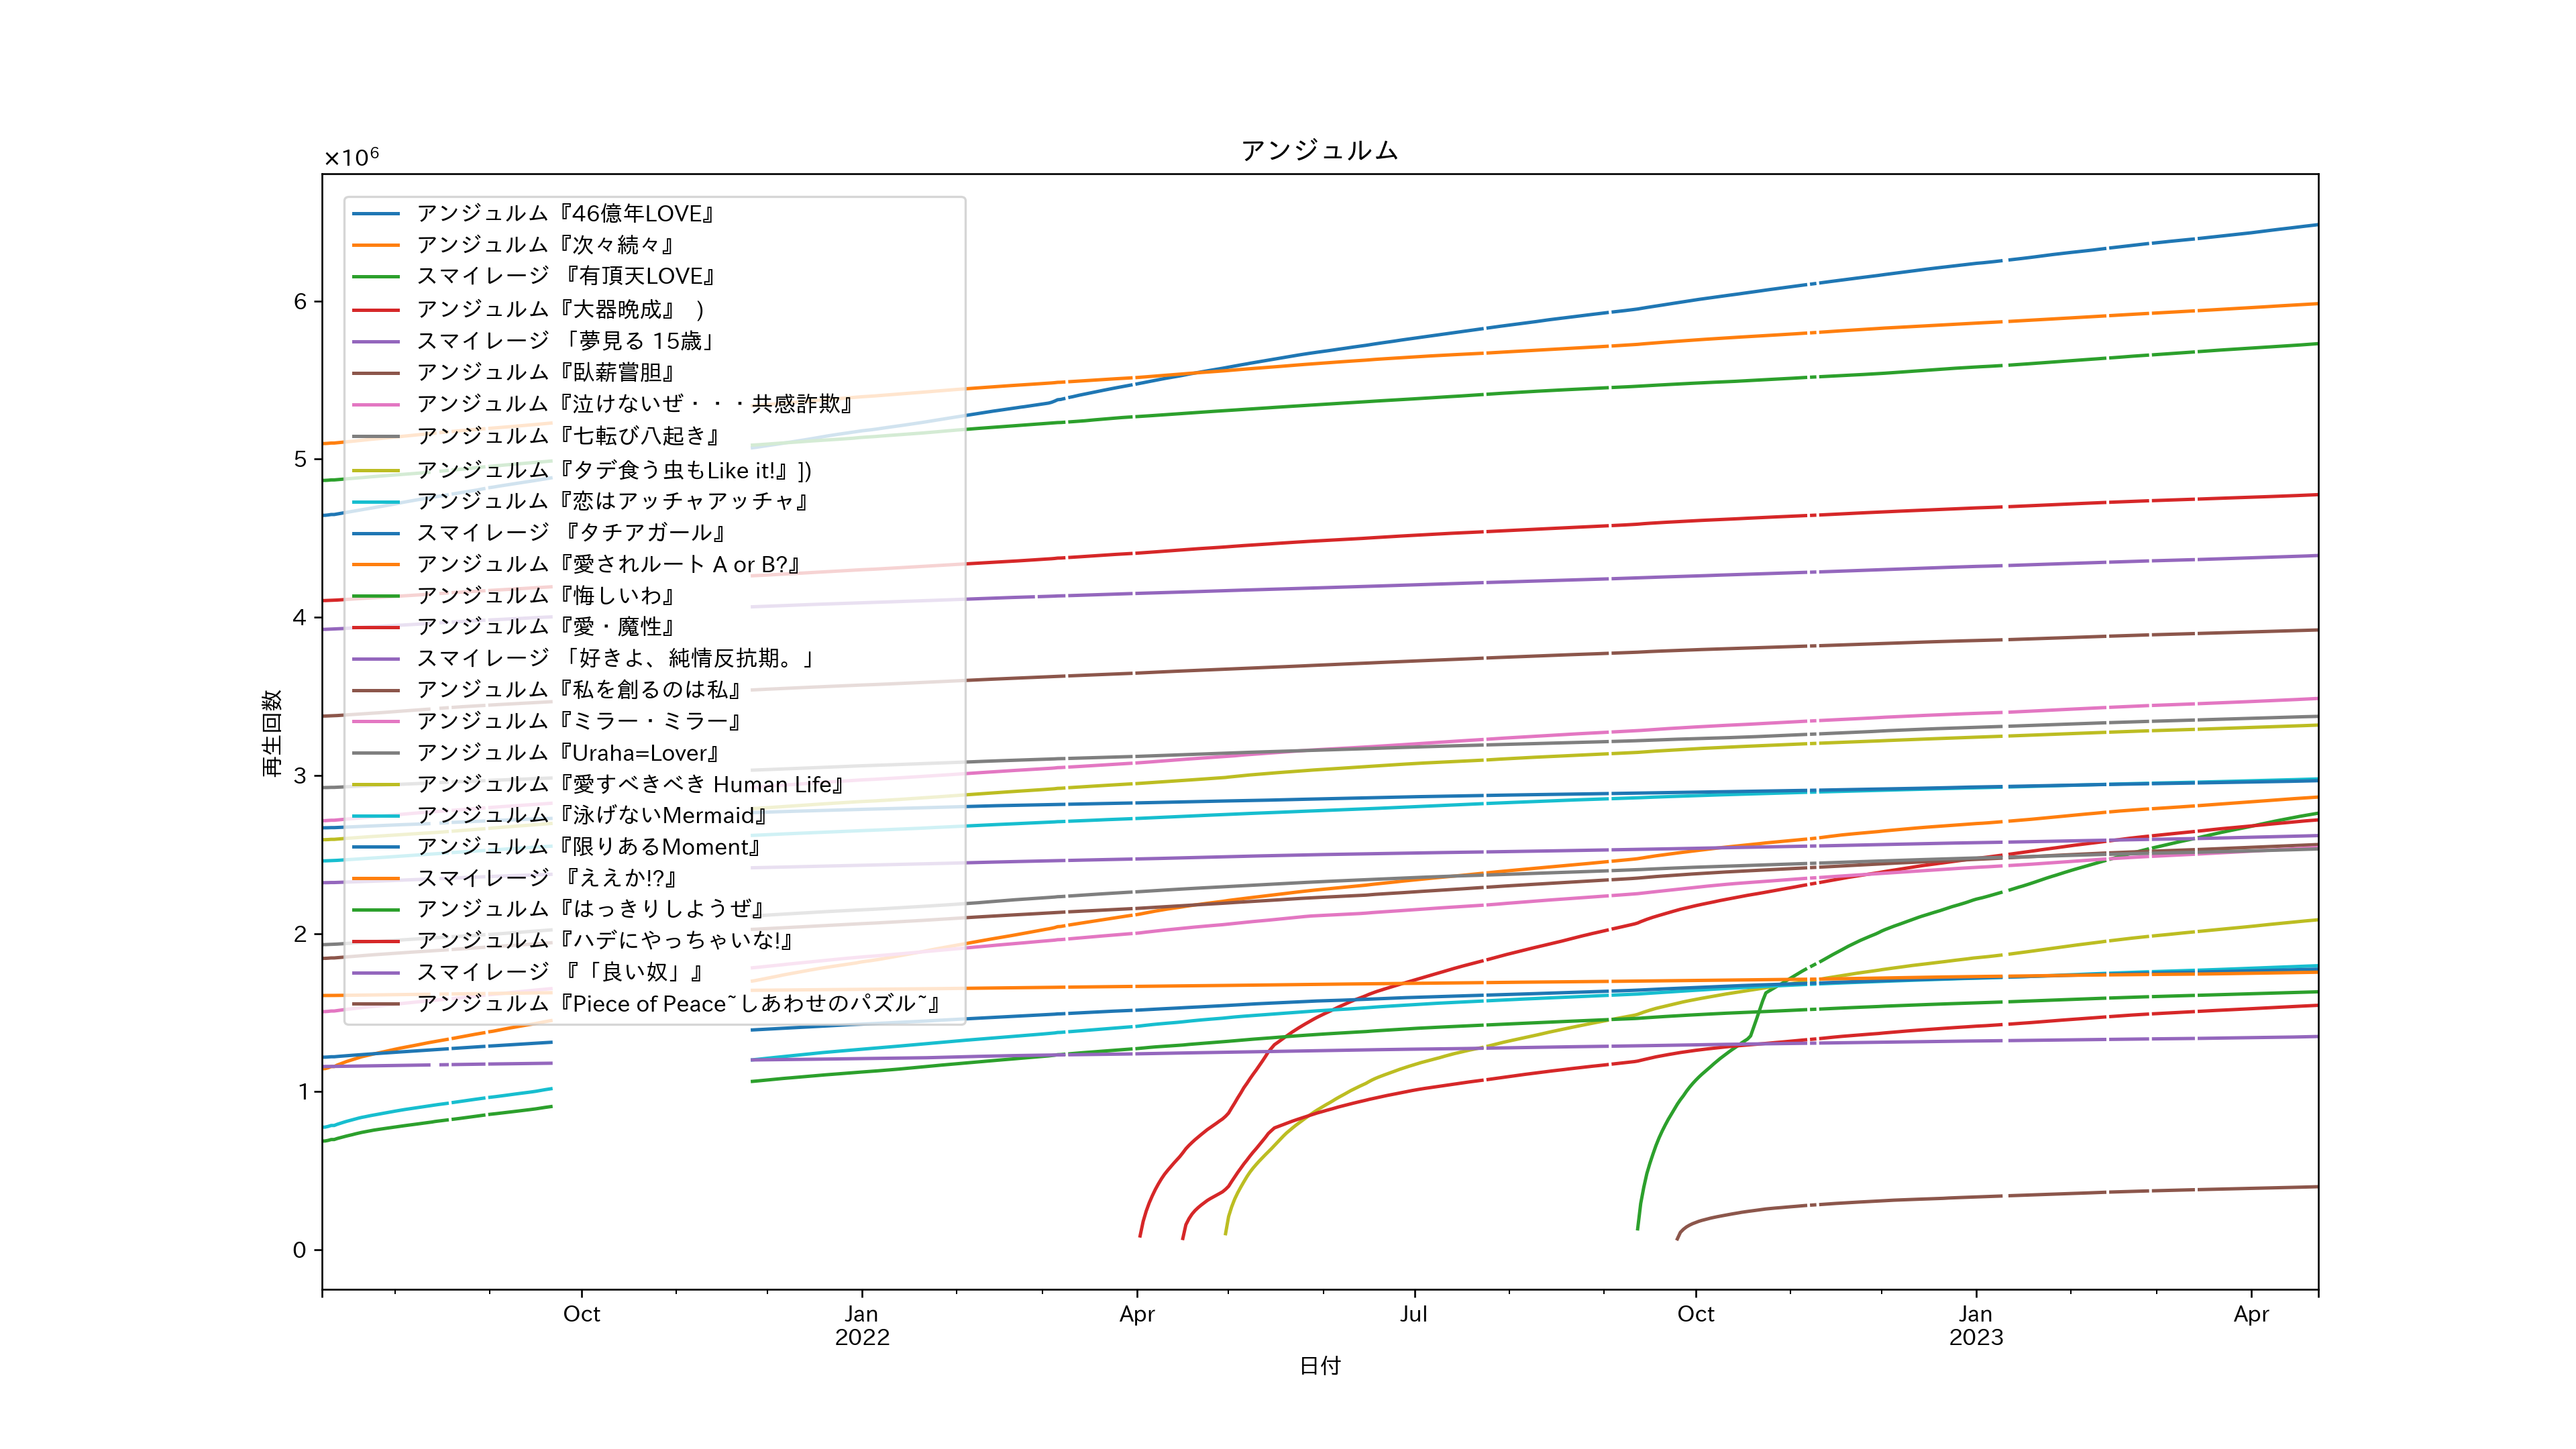 アンジュルム
×10⁶
アンジュルム『46億年LOVE』
アンジュルム『次々続々』
スマイレージ 『有頂天LOVE』
アンジュルム『大器晩成』 )
スマイレージ 「夢見る 15歳」
アンジュルム『臥薪嘗胆』
アンジュルム『泣けないぜ・・・共感詐欺』
アンジュルム『七転び八起き』
アンジュルム『タデ食う虫もLike it!』])
アンジュルム『恋はアッチャアッチャ』
スマイレージ 『タチアガール』
アンジュルム『愛されルート A or B?』
アンジュルム『悔しいわ』
アンジュルム『愛・魔性』
スマイレージ 「好きよ、純情反抗期。」
アンジュルム『私を創るのは私』
アンジュルム『ミラー・ミラー』
アンジュルム『Uraha=Lover』
アンジュルム『愛すべきべき Human Life』
アンジュルム『泳げないMermaid』
アンジュルム『限りあるMoment』
スマイレージ 『ええか!?』
アンジュルム『はっきりしようぜ』
アンジュルム『ハデにやっちゃいな!』
スマイレージ 『「良い奴」』
アンジュルム『Piece of Peace~しあわせのパズル~』
6
5
4
3
2
1
0
再生回数
Oct
Jan
2022
Apr
Jul
Oct
Jan
2023
Apr
日付